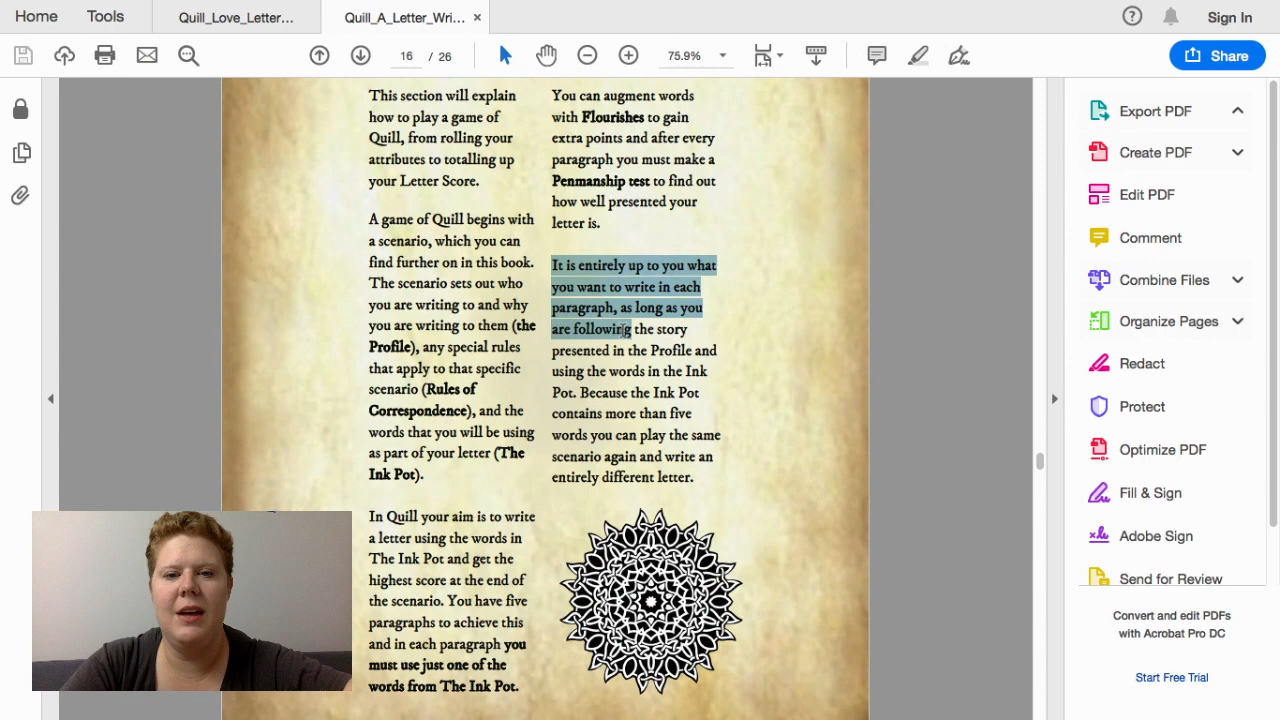 Home
Tools
Quill_Love_Letter...
Quill_A_Letter_Wri...
Sign In
16 / 26
75.9%
Share
This section will explain
how to play a game of
Quill, from rolling your
attributes to totalling up
your Letter Score.
A game of Quill begins with
a scenario, which you can
find further on in this book.
The scenario sets out who
you are writing to and why
you are writing to them (the
Profile), any special rules
that apply to that specific
scenario (Rules of
Correspondence), and the
words that you will be using
as part of your letter (The
Ink Pot).
In Quill your aim is to write
a letter using the words in
The Ink Pot and get the
highest score at the end of
the scenario. You have five
paragraphs to achieve this
and in each paragraph you
must use just one of the
words from The Ink Pot.
You can augment words
with Flourishes to gain
extra points and after every
paragraph you must make a
Penmanship test to find out
how well presented your
letter is.
It is entirely up to you what
you want to write in each
paragraph, as long as you
are following the story
presented in the Profile and
using the words in the Ink
Pot. Because the Ink Pot
contains more than five
words you can play the same
scenario again and write an
entirely different letter.
Export PDF
Create PDF
Edit PDF
Comment
Combine Files
Organize Pages
Redact
Protect
Optimize PDF
Fill & Sign
Adobe Sign
Send for Review
Convert and edit PDFs
with Acrobat Pro DC
Start Free Trial